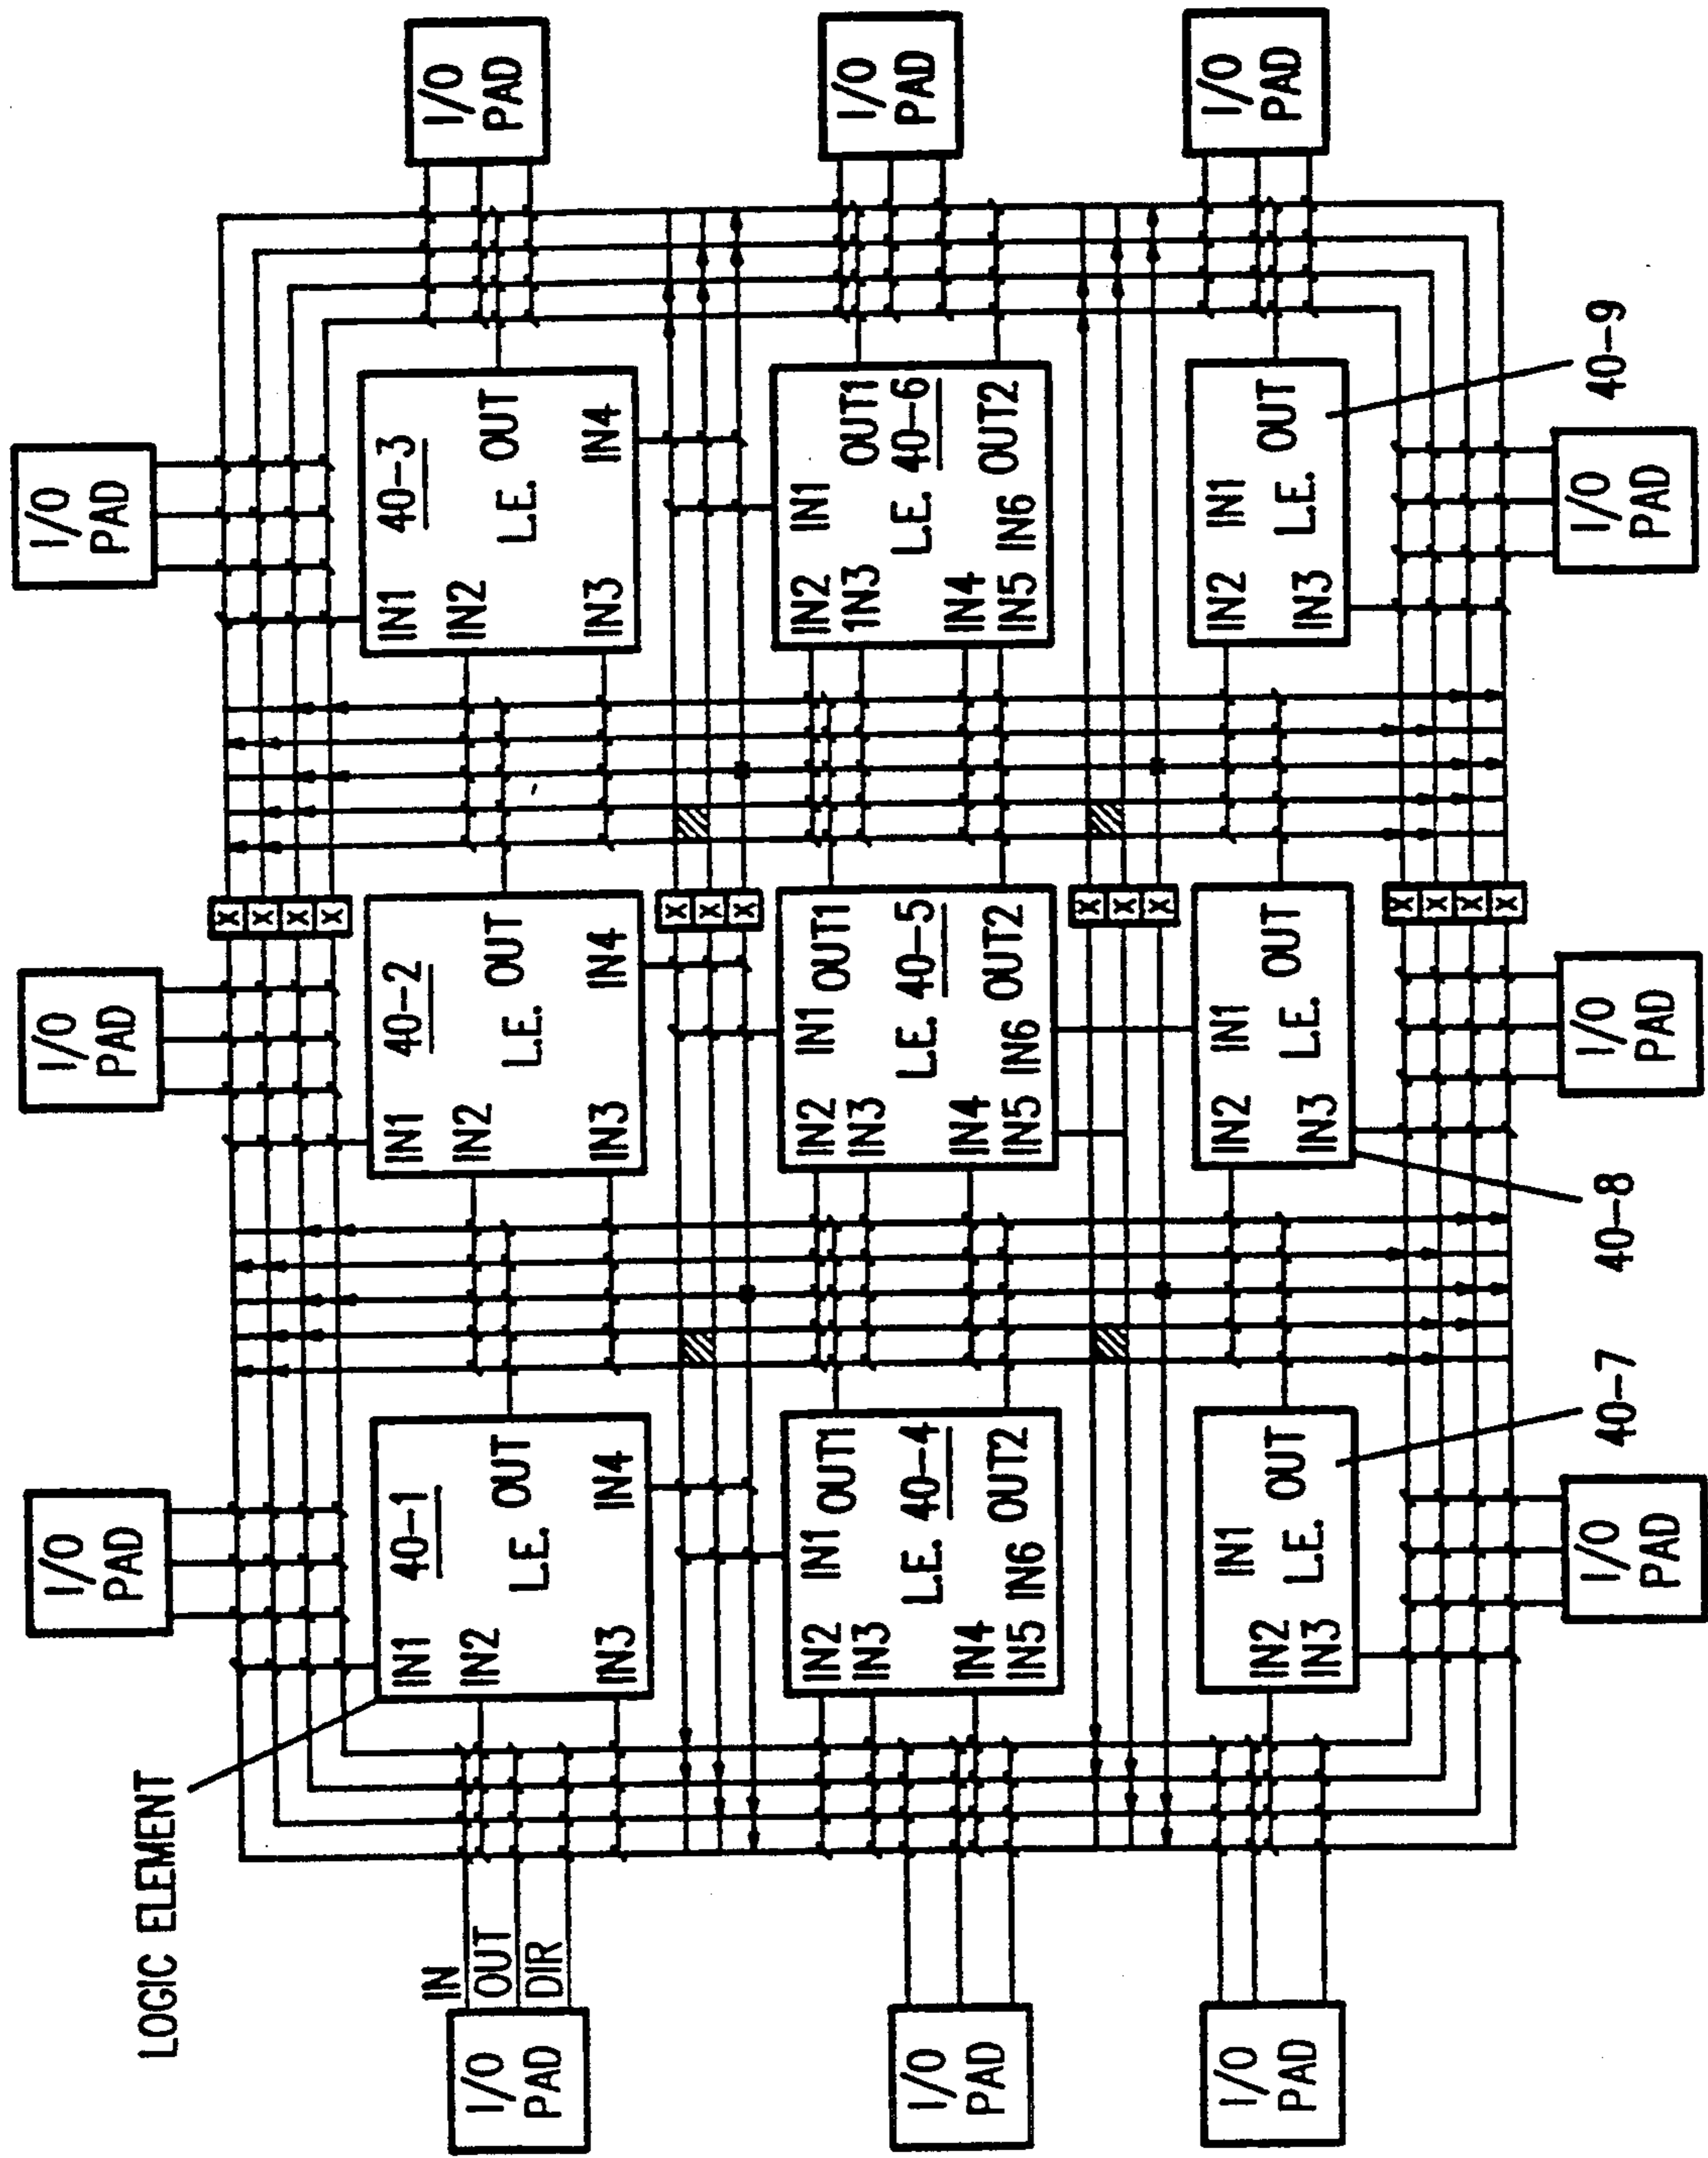 I/O
PAD
I/O
PAD
I/O
PAD
LOGIC ELEMENT
I/O
PAD
IN
OUT
DIR
IN1
40-1
IN2
L.E.
OUT
IN3
IN4
IN1
40-2
IN2
L.E.
OUT
IN3
IN4
IN1
40-3
IN2
L.E.
OUT
IN3
IN4
I/O
PAD
X
X
X
X
X
X
X
I/O
PAD
IN1
IN2
OUT1
IN3
L.E. 40-4
IN4
OUT2
IN5 IN6
IN1
IN2
OUT1
IN3
L.E. 40-5
IN4
OUT2
IN5 IN6
IN1
IN2
OUT1
1N3
L.E. 40-6
IN4
OUT2
IN5 IN6
I/O
PAD
X
X
X
I/O
PAD
IN1
IN2
L.E.
OUT
IN3
IN1
IN2
L.E.
OUT
IN3
IN1
IN2
L.E.
OUT
IN3
I/O
PAD
X
X
X
X
40-7
40-8
40-9
I/O
PAD
I/O
PAD
I/O
PAD